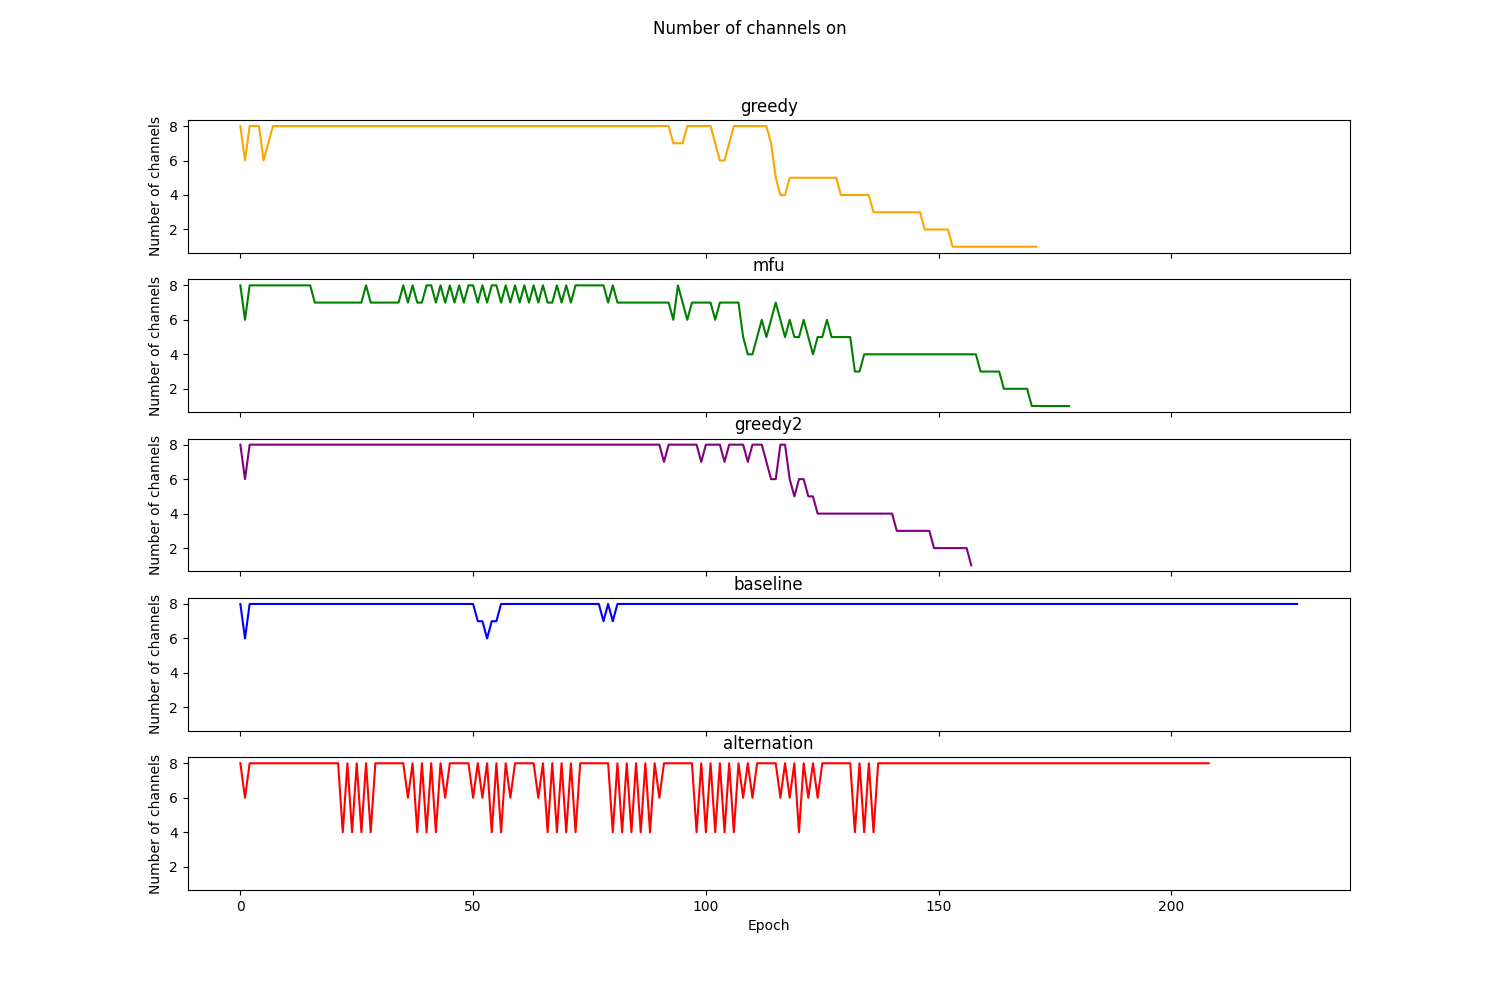 Number of channels on
greedy
Number of channels
8
6
4
2
mfu
Number of channels
8
6
4
2
greedy2
Number of channels
8
6
4
2
baseline
Number of channels
8
6
4
2
alternation
Number of channels
8
6
4
2
0 50 100 150 200
Epoch